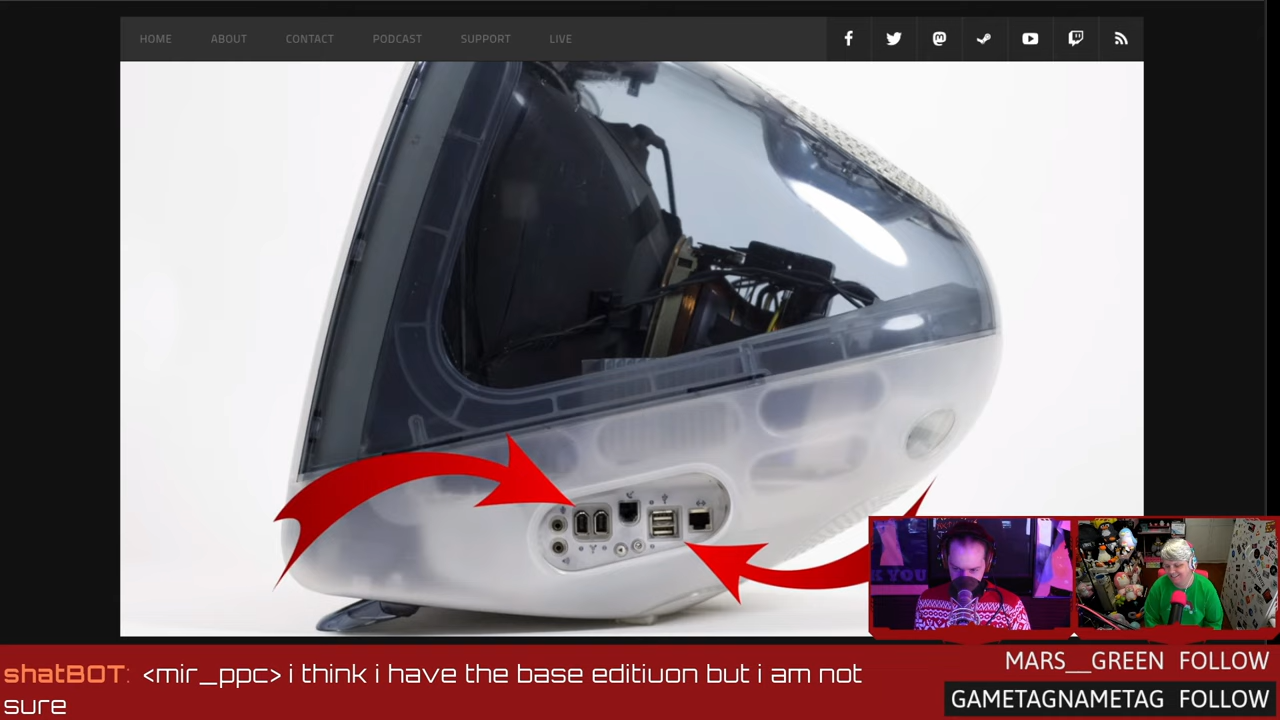 HOME ABOUT CONTACT PODCAST SUPPORT LIVE
shatBOT: <mir_ppc> i think i have the base editiuon but i am not
sure
MARS__GREEN FOLLOW
GAMETAGNAMETAG FOLLOW